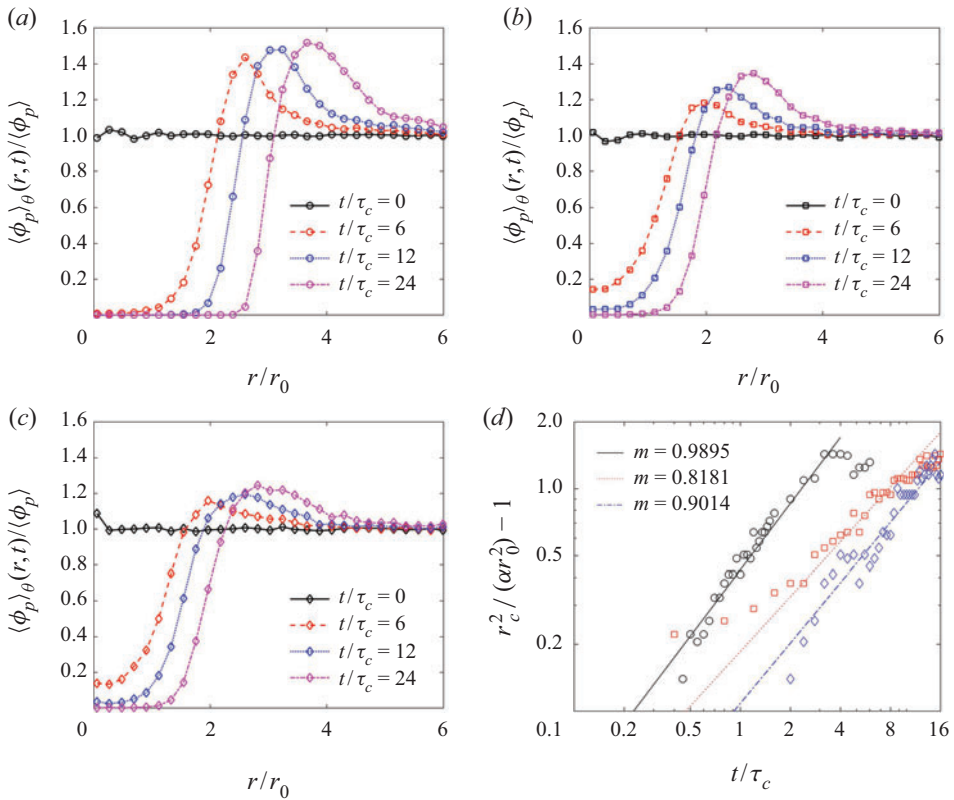 (a)
1.6
1.4
1.2
1.0
0.8
0.6
0.4
0.2
0 2 4 6
⟨ϕp⟩θ(r, t)/⟨ϕp⟩
r/r0
t/τc = 0
t/τc = 6
t/τc = 12
t/τc = 24
(b)
1.6
1.4
1.2
1.0
0.8
0.6
0.4
0.2
0 2 4 6
⟨ϕp⟩θ(r, t)/⟨ϕp⟩
r/r0
t/τc = 0
t/τc = 6
t/τc = 12
t/τc = 24
(c)
1.6
1.4
1.2
1.0
0.8
0.6
0.4
0.2
0 2 4 6
⟨ϕp⟩θ(r, t)/⟨ϕp⟩
r/r0
t/τc = 0
t/τc = 6
t/τc = 12
t/τc = 24
(d)
2.0
1.0
0.5
0.2
0.1
0.1 0.2 0.5 1 2 4 8 16
rc²/(αr0²) − 1
t/τc
m = 0.9895
m = 0.8181
m = 0.9014